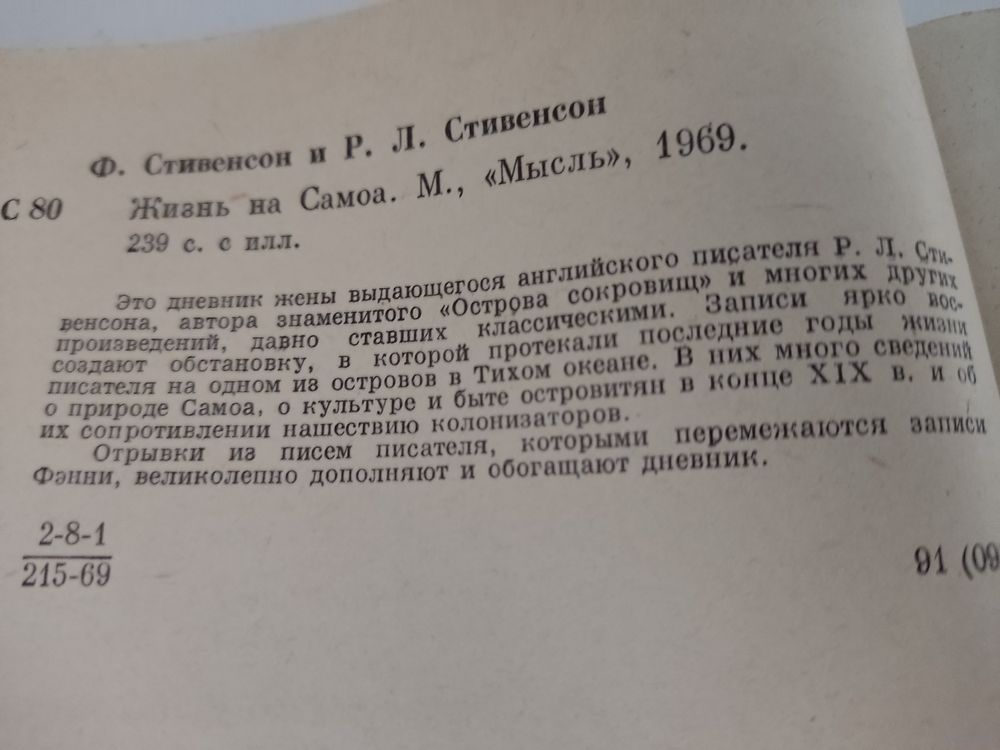 Ф. Стивенсон и Р. Л. Стивенсон
С 80 Жизнь на Самоа. М., «Мысль», 1969.
239 с. с илл.
Это дневник жены выдающегося английского писателя Р. Л. Сти-
венсона, автора знаменитого «Острова сокровищ» и многих других
произведений, давно ставших классическими. Записи ярко вос-
создают обстановку, в которой протекали последние годы жизни
писателя на одном из островов в Тихом океане. В них много сведений
о природе Самоа, о культуре и быте островитян в конце XIX в. и об
их сопротивлении нашествию колонизаторов.
Отрывки из писем писателя, которыми перемежаются записи
Фэнни, великолепно дополняют и обогащают дневник.
2-8-1
215-69
91 (09